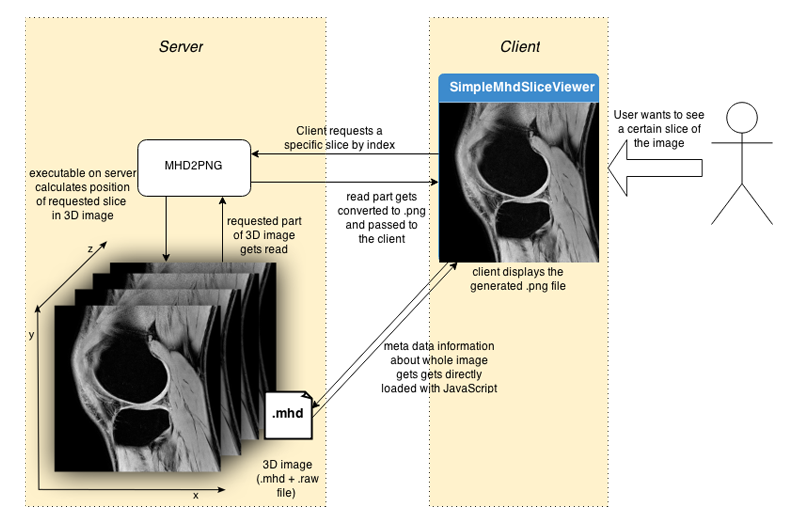 Server
Client
SimpleMhdSliceViewer
User wants to see
a certain slice of
the image
Client requests a
specific slice by index
MHD2PNG
executable on server
calculates position
of requested slice
in 3D image
requested part
of 3D image
gets read
read part gets
converted to .png
and passed to
the client
client displays the
generated .png file
z
y
x
meta data information
about whole image
gets gets directly
loaded with JavaScript
.mhd
3D image
(.mhd + .raw
file)